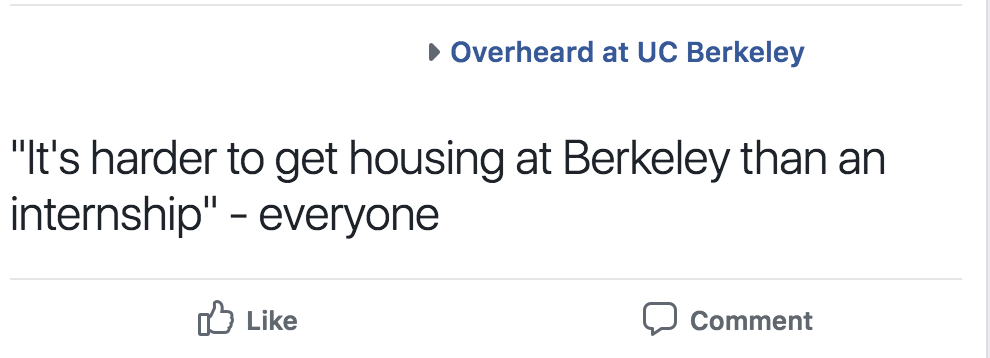 Overheard at UC Berkeley
"It's harder to get housing at Berkeley than an
internship" - everyone
Like
Comment